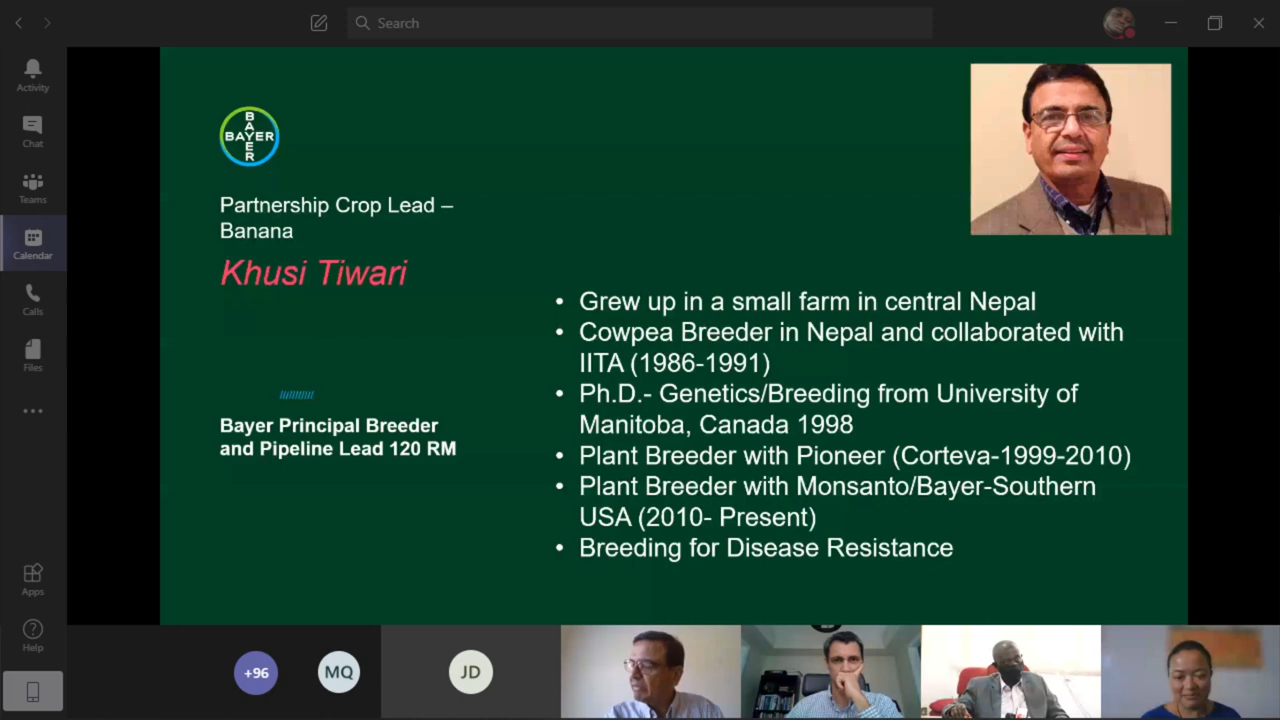 Search
Activity
Chat
Teams
Calendar
Calls
Files
Apps
Help
BAYER
BAYER
Partnership Crop Lead –
Banana
Khusi Tiwari
Bayer Principal Breeder
and Pipeline Lead 120 RM
• Grew up in a small farm in central Nepal
• Cowpea Breeder in Nepal and collaborated with
IITA (1986-1991)
• Ph.D.- Genetics/Breeding from University of
Manitoba, Canada 1998
• Plant Breeder with Pioneer (Corteva-1999-2010)
• Plant Breeder with Monsanto/Bayer-Southern
USA (2010- Present)
• Breeding for Disease Resistance
+96
MQ
JD